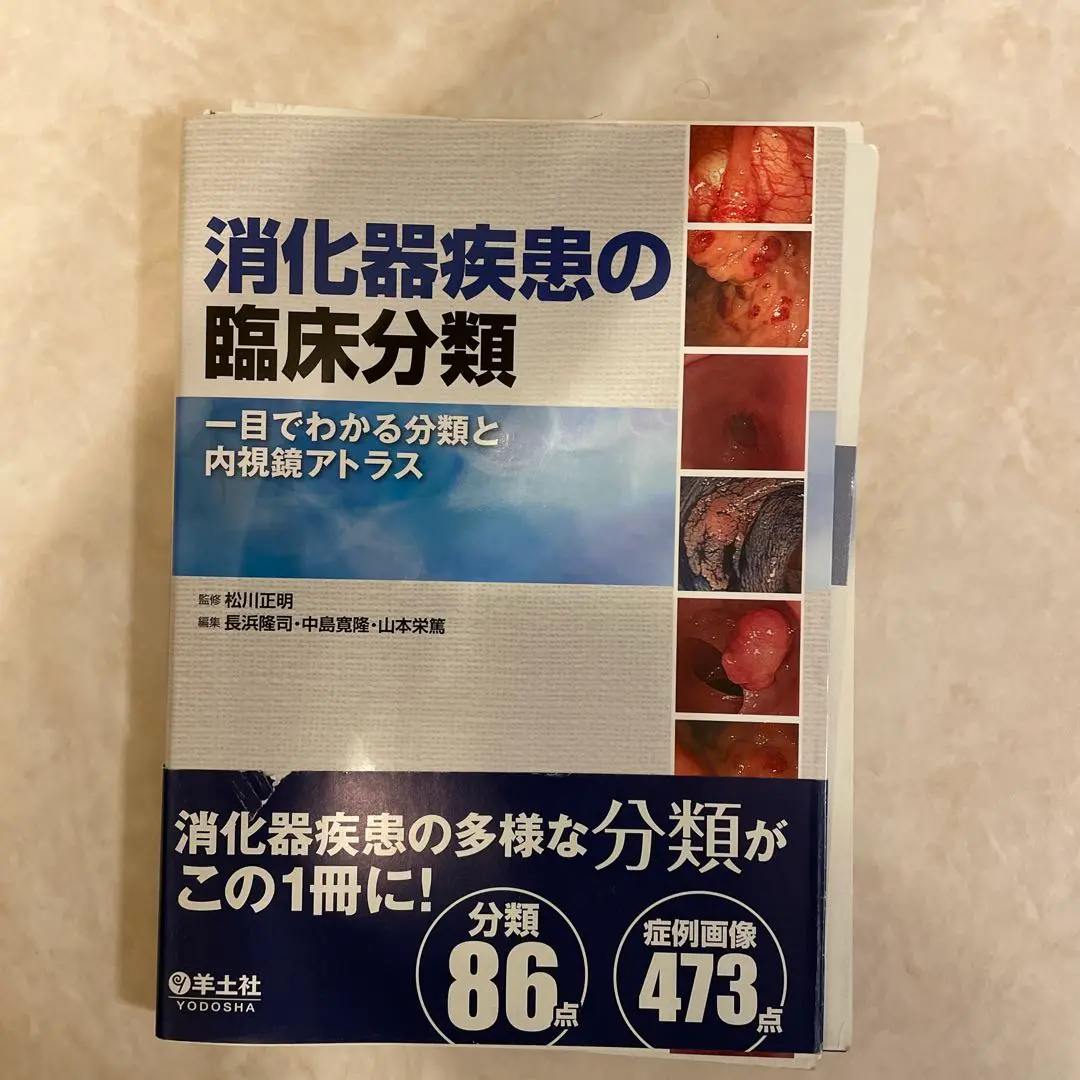 消化器疾患の
臨床分類
一目でわかる分類と
内視鏡アトラス
監修 松川正明
編集 長浜隆司・中島寛隆・山本栄篤
消化器疾患の多様な分類が
この1冊に!
分類
86点
症例画像
473点
羊土社
YODOSHA